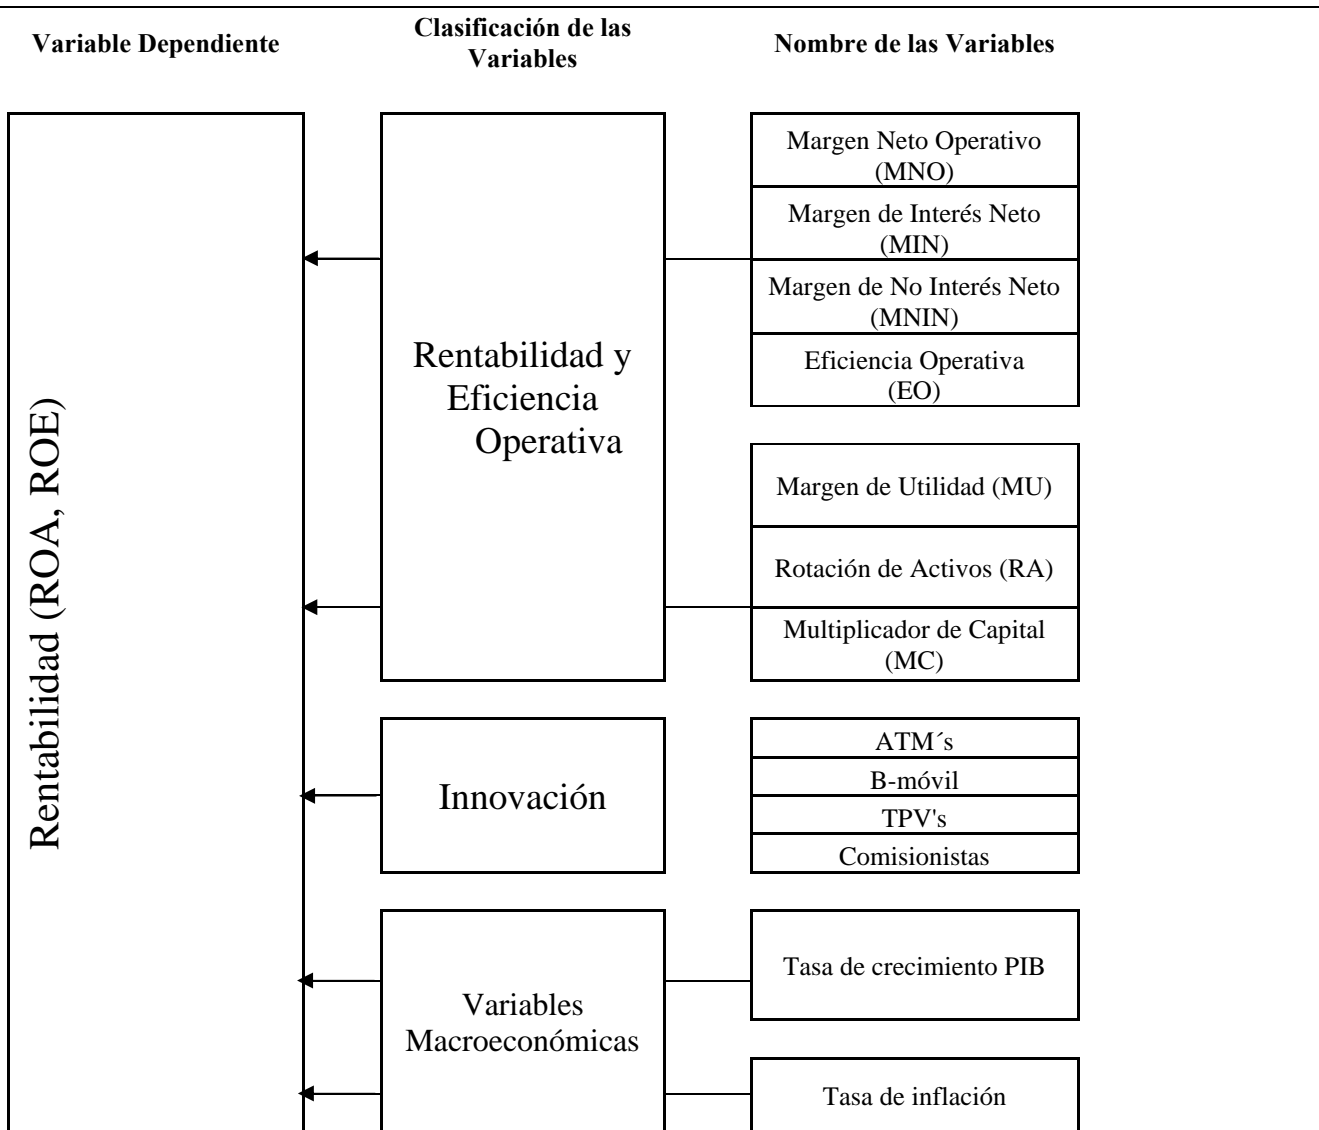 Variable Dependiente
Clasificación de las
Variables
Nombre de las Variables
Rentabilidad (ROA, ROE)
Rentabilidad y
Eficiencia
Operativa
Margen Neto Operativo
(MNO)
Margen de Interés Neto
(MIN)
Margen de No Interés Neto
(MNIN)
Eficiencia Operativa
(EO)
Margen de Utilidad (MU)
Rotación de Activos (RA)
Multiplicador de Capital
(MC)
Innovación
ATM´s
B-móvil
TPV's
Comisionistas
Variables
Macroeconómicas
Tasa de crecimiento PIB
Tasa de inflación